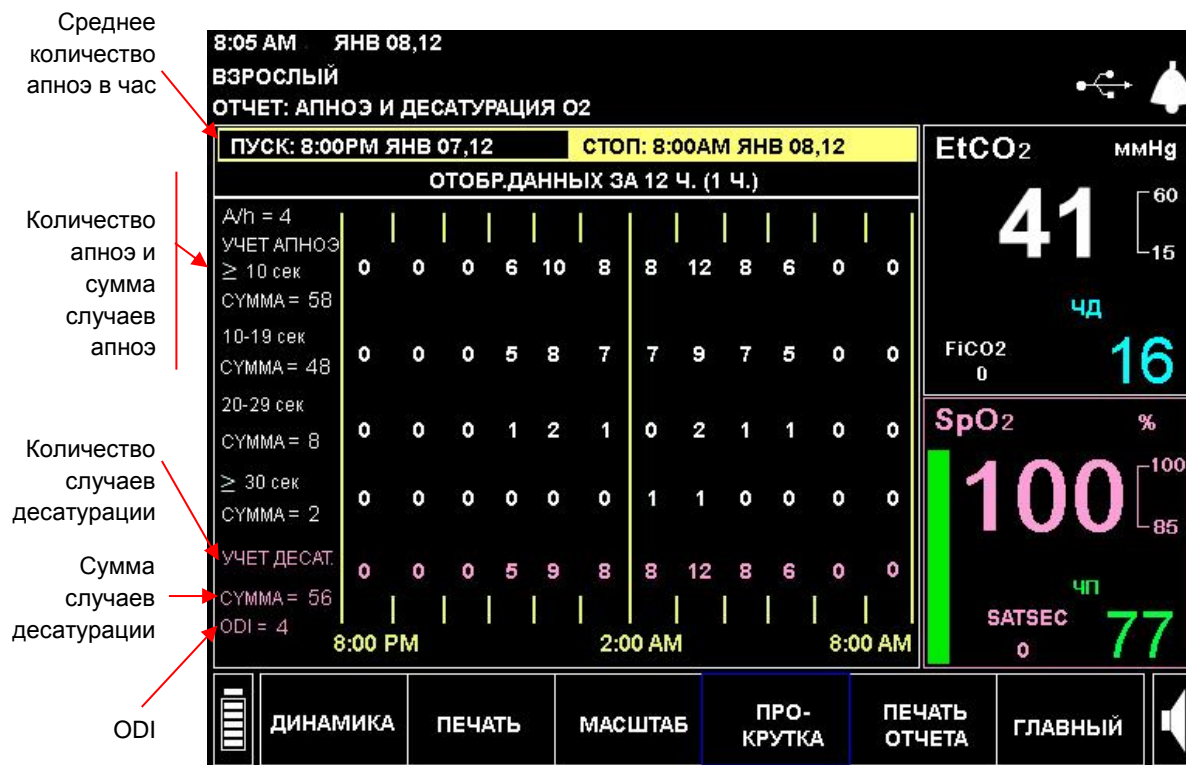 Среднее
количество
апноэ в час
Количество
апноэ и
сумма
случаев
апноэ
Количество
случаев
десатурации
Сумма
случаев
десатурации
ODI
8:05 AM ЯНВ 08,12
ВЗРОСЛЫЙ
ОТЧЕТ: АПНОЭ И ДЕСАТУРАЦИЯ O2
ПУСК: 8:00PM ЯНВ 07,12 СТОП: 8:00AM ЯНВ 08,12
ОТОБР.ДАННЫХ ЗА 12 Ч. (1 Ч.)
A/h = 4
УЧЕТ АПНОЭ
≥ 10 сек 0 0 0 6 10 8 8 12 8 6 0 0
СУММА = 58
10-19 сек
СУММА = 48 0 0 0 5 8 7 7 9 7 5 0 0
20-29 сек
СУММА = 8 0 0 0 1 2 1 0 2 1 1 0 0
≥ 30 сек
СУММА = 2 0 0 0 0 0 0 1 1 0 0 0 0
УЧЕТ ДЕСАТ. 0 0 0 5 9 8 8 12 8 6 0 0
СУММА = 56
ODI = 4
8:00 PM 2:00 AM 8:00 AM
EtCO2 ммHg
41 60
15
ЧД
16
FiCO2
0
SpO2 %
100 100
85
ЧП
77
SATSEC
0
ДИНАМИКА
ПЕЧАТЬ
МАСШТАБ
ПРО-
КРУТКА
ПЕЧАТЬ
ОТЧЕТА
ГЛАВНЫЙ